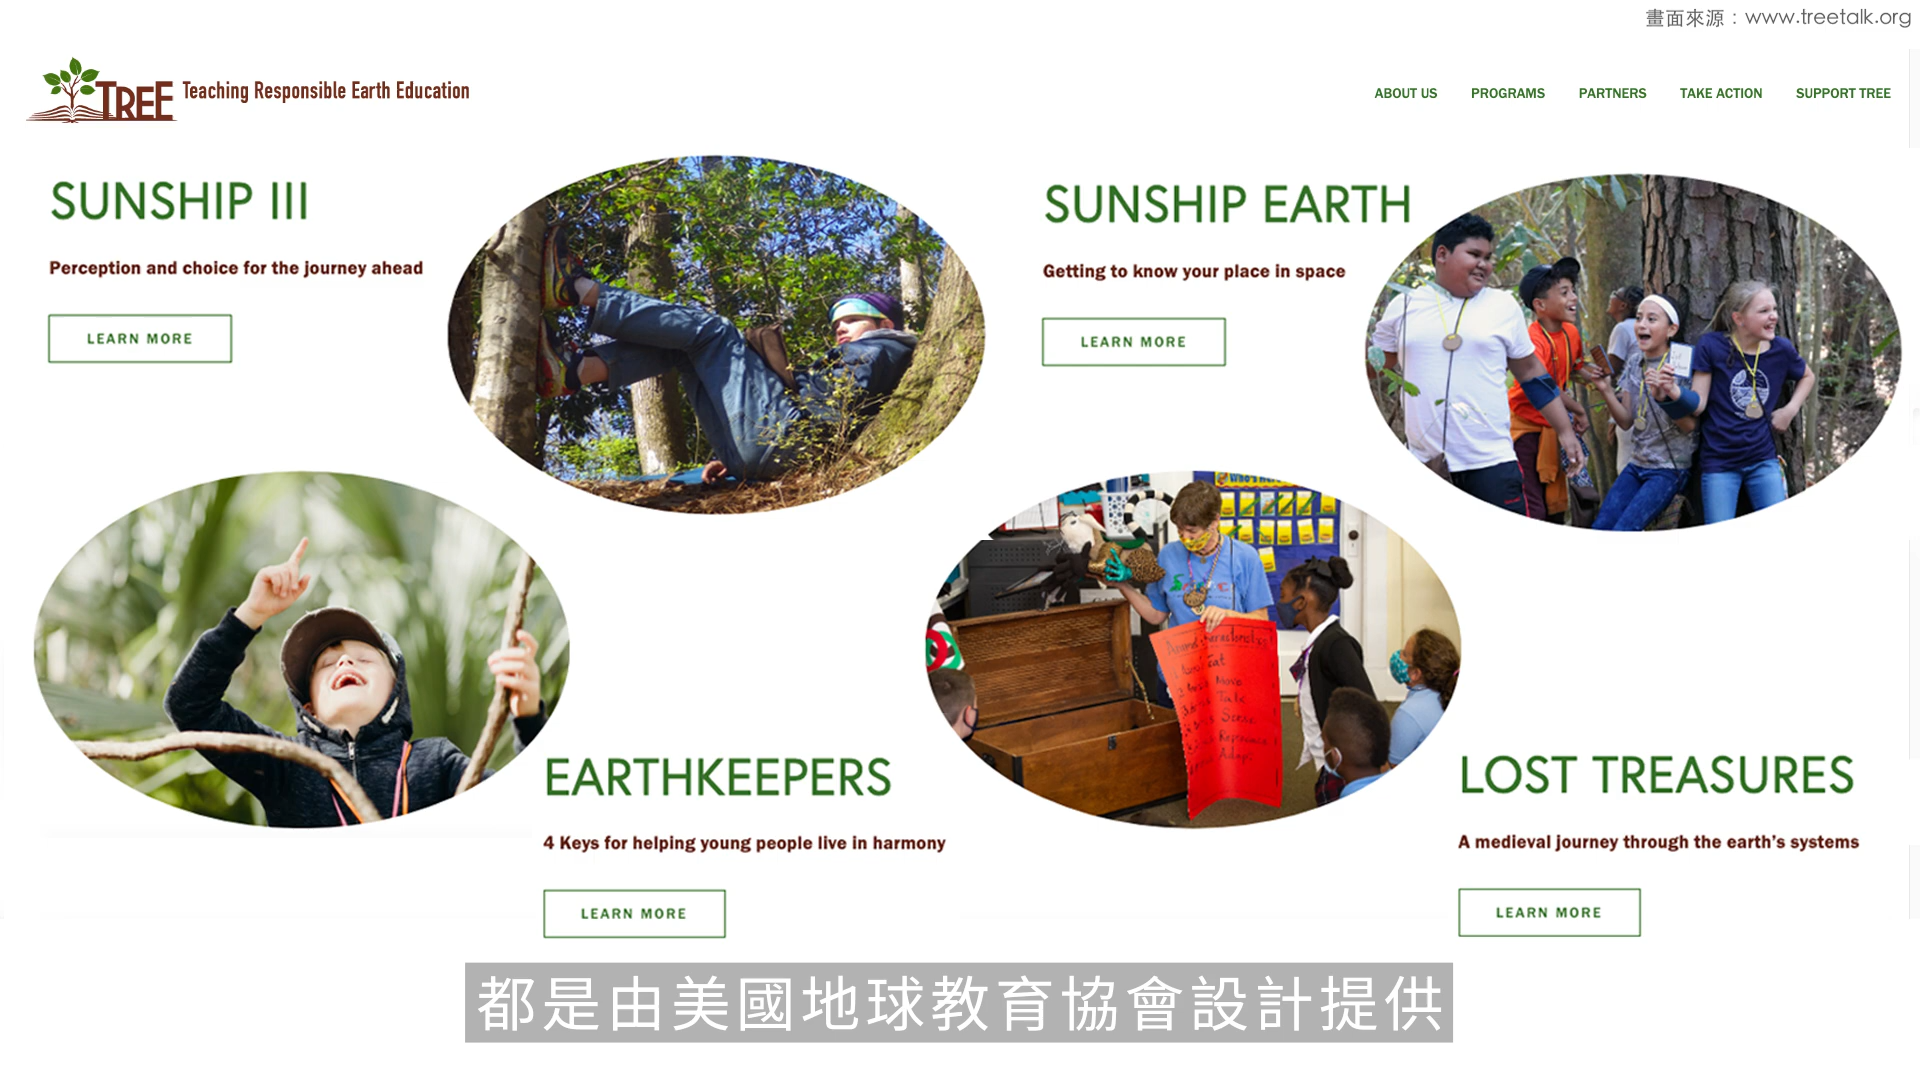 畫面來源：www.treetalk.org
TREE Teaching Responsible Earth Education
ABOUT US PROGRAMS PARTNERS TAKE ACTION SUPPORT TREE
SUNSHIP III
Perception and choice for the journey ahead
LEARN MORE
SUNSHIP EARTH
Getting to know your place in space
LEARN MORE
EARTHKEEPERS
4 Keys for helping young people live in harmony
LEARN MORE
LOST TREASURES
A medieval journey through the earth's systems
LEARN MORE
都是由美國地球教育協會設計提供